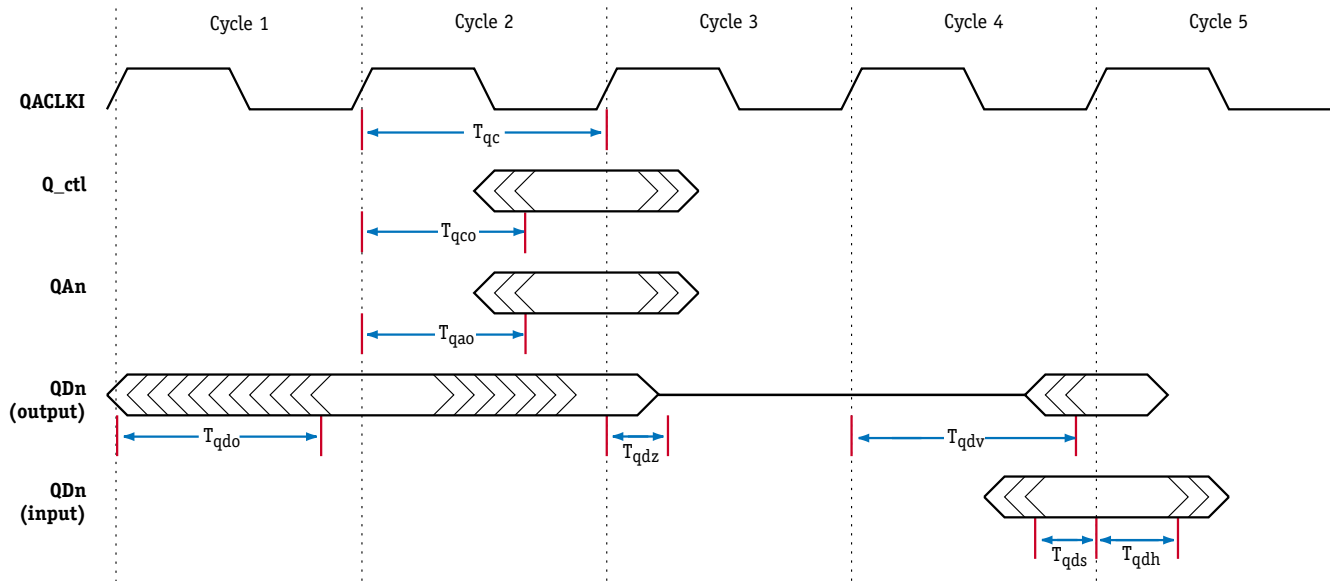 Cycle 1 Cycle 2 Cycle 3 Cycle 4 Cycle 5
QACLKI
Tqc
Q_ctl
Tqco
QAn
Tqao
QDn
(output)
Tqdo Tqdz Tqdv
QDn
(input)
Tqds Tqdh